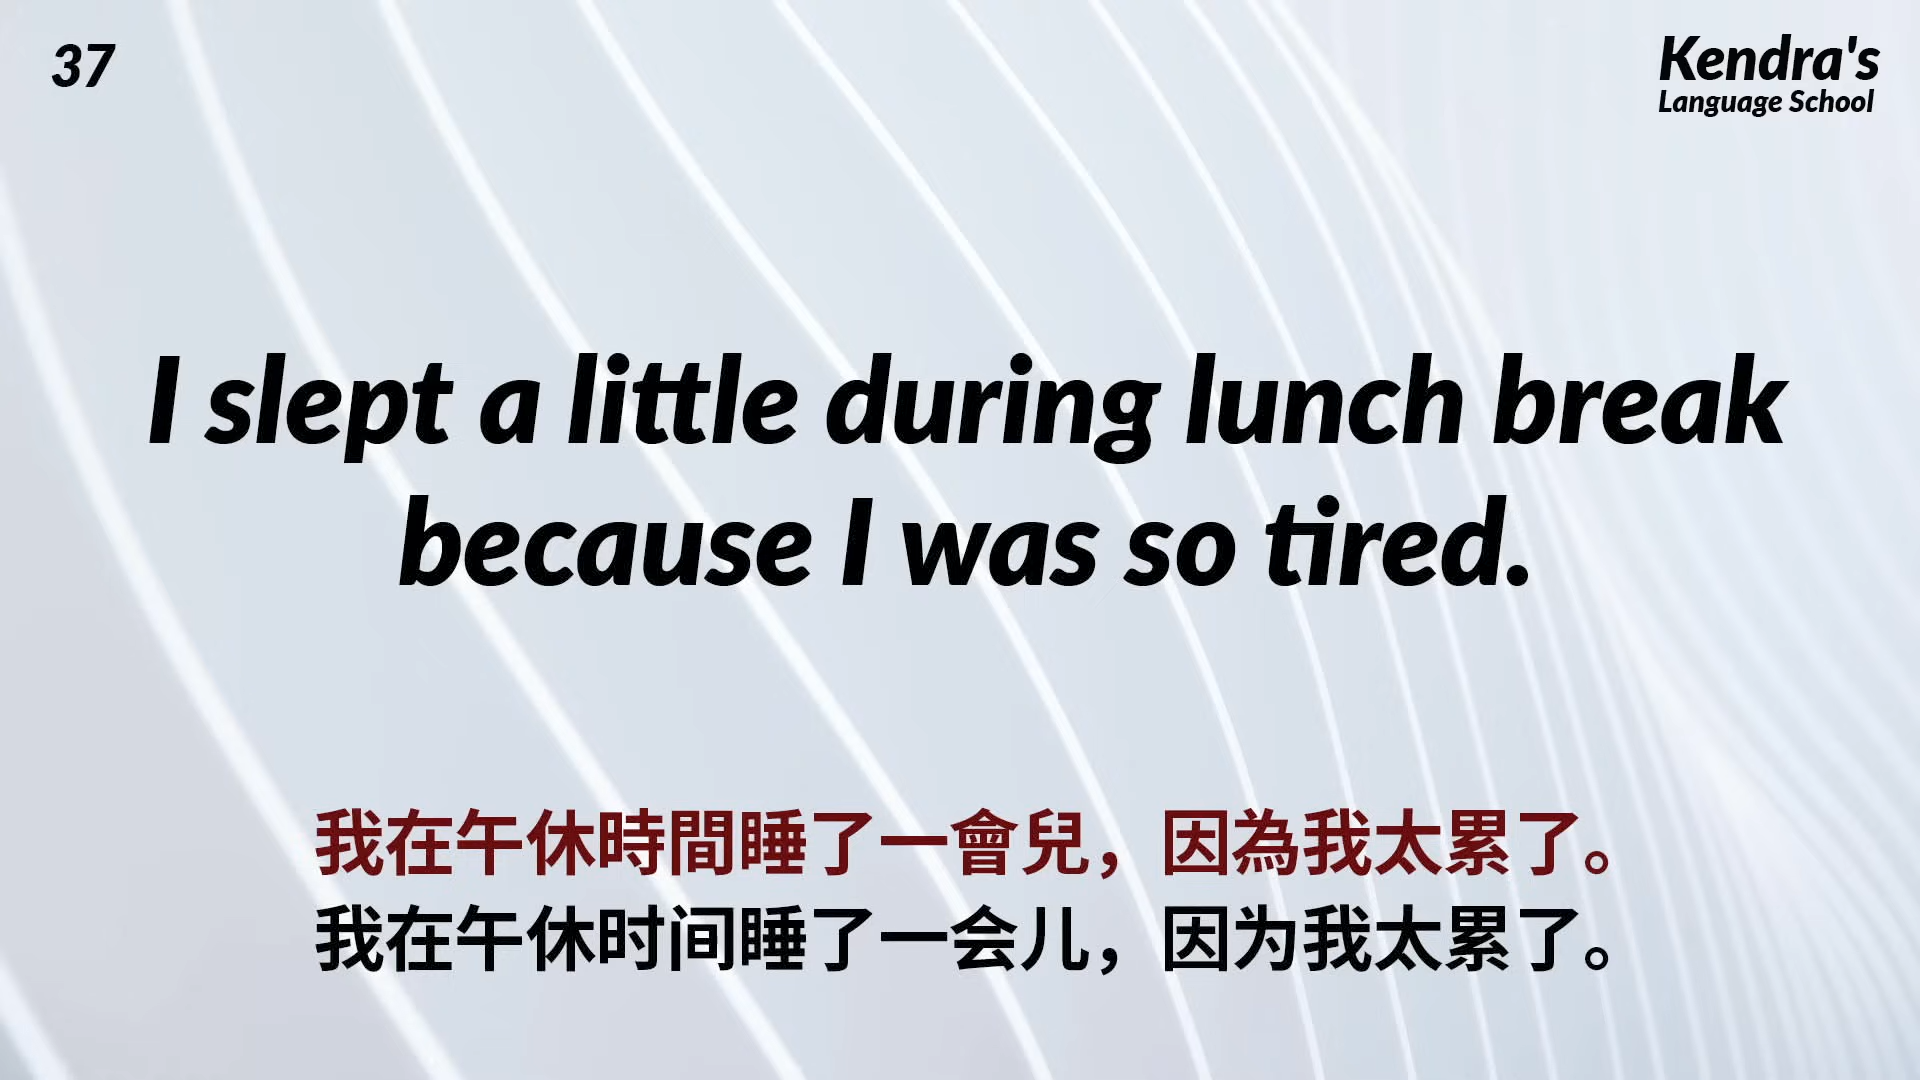 37
Kendra's
Language School
I slept a little during lunch break
because I was so tired.
我在午休時間睡了一會兒，因為我太累了。
我在午休时间睡了一会儿，因为我太累了。